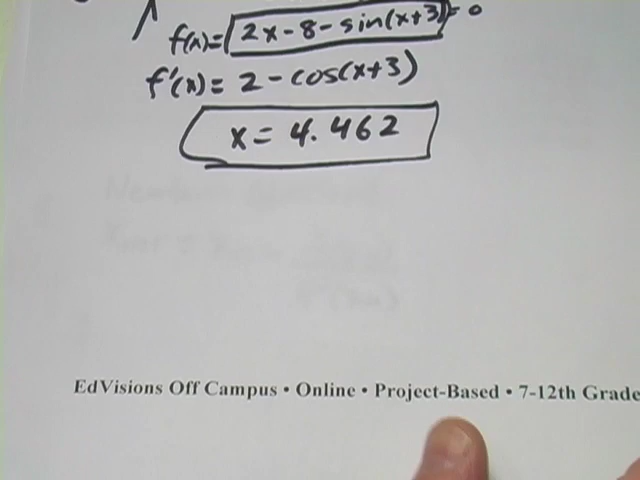 f(x)= 2x-8-sin(x+3) = 0
f'(x)= 2-cos(x+3)
x= 4.462
EdVisions Off Campus • Online • Project-Based • 7-12th Grade